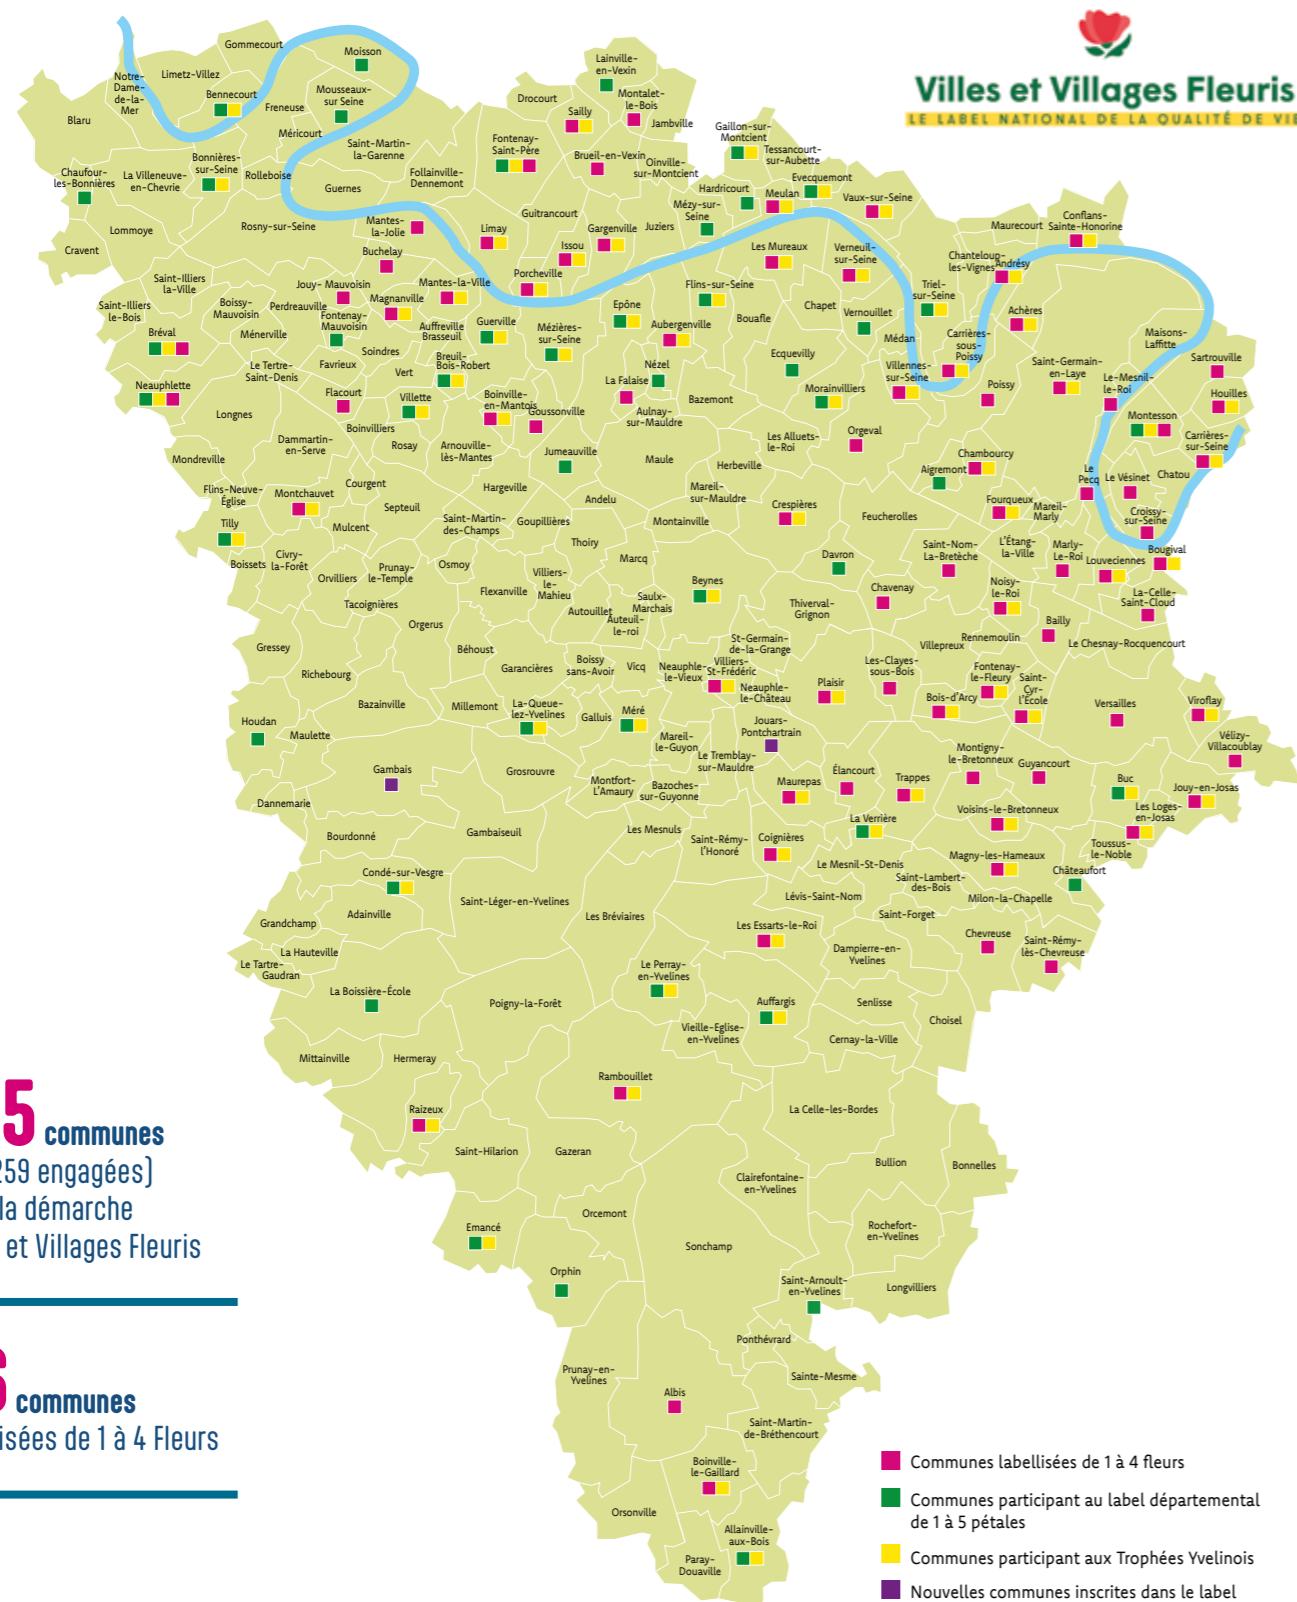 Villes et Villages Fleuris
LE LABEL NATIONAL DE LA QUALITÉ DE VIE
Gommecourt
Moisson
Limetz-Villez
Notre-
Dame-
de-la-
Mer
Bennecourt
Mousseaux-
sur Seine
Freneuse
Blaru
Méricourt
Lainville-
en-Vexin
Drocourt
Montalet-
le-Bois
Sailly
Jambville
Saint-Martin-
la-Garenne
Fontenay-
Saint-Père
Brueil-en-Vexin
Oinville-
sur-Montcient
Gaillon-sur-
Montcient
Tessancourt-
sur-Aubette
Evecquemont
Bonnières-
sur-Seine
Rolleboise
Chaufour-
les-Bonnières
La Villeneuve-
en-Chevrie
Guernes
Follainville-
Dennemont
Hardricourt
Meulan
Vaux-sur-Seine
Mézy-sur-
Seine
Lommoye
Rosny-sur-Seine
Mantes-
la-Jolie
Guitrancourt
Limay
Gargenville
Juziers
Issou
Cravent
Buchelay
Porcheville
Les Mureaux
Verneuil-
sur-Seine
Maurecourt
Conflans-
Sainte-Honorine
Chanteloup-
les-Vignes
Andrésy
Saint-Illiers
la-Ville
Saint-Illiers
le-Bois
Boissy-
Mauvoisin
Perdreauville
Jouy- Mauvoisin
Magnanville
Mantes-la-Ville
Fontenay-
Mauvoisin
Auffreville
Brasseuil
Guerville
Mézières-
sur-Seine
Epône
Flins-sur-Seine
Aubergenville
Bouafle
Chapet
Vernouillet
Triel-
sur-Seine
Médan
Carrières-
sous-
Poissy
Achères
Maisons-
Laffitte
Sartrouville
Bréval
Ménerville
Soindres
Le Tertre-
Saint-Denis
Favrieux
Vert
Breuil-
Bois-Robert
Nézel
La Falaise
Ecquevilly
Villennes-
sur-Seine
Poissy
Saint-Germain-
en-Laye
Le-Mesnil-
le-Roi
Houilles
Neauphlette
Longnes
Flacourt
Villette
Boinville-
en-Mantois
Goussonville
Aulnay-
sur-Mauldre
Bazemont
Morainvilliers
Montesson
Carrières-
sur-Seine
Boinvilliers
Dammartin-
en-Serve
Rosay
Arnouville-
lès-Mantes
Jumeauville
Maule
Herbeville
Les Alluets-
le-Roi
Orgeval
Mondreville
Chambourcy
Aigremont
Le
Pecq
Le Vésinet
Chatou
Flins-Neuve-
Église
Montchauvet
Courgent
Septeuil
Hargeville
Andelu
Mareil-
sur-Mauldre
Crespières
Feucherolles
Fourqueux
Mareil-
Marly
Croissy-
sur-Seine
Tilly
Mulcent
Saint-Martin-
des-Champs
Goupillières
Montainville
Boissets
Civry-
la-Forêt
Orvilliers
Prunay-
le-Temple
Osmoy
Thoiry
Marcq
Davron
Saint-Nom-
La-Bretèche
L'Étang-
la-Ville
Marly-
Le-Roi
Louveciennes
Bougival
Tacoignières
Flexanville
Villiers-
le-
Mahieu
Autouillet
Saulx-
Marchais
Auteuil-
le-roi
Beynes
Thiverval-
Grignon
Chavenay
Noisy-
le-Roi
La-Celle-
Saint-Cloud
Bailly
Orgerus
Gressey
Richebourg
Béhoust
Garancières
Boissy
sans-Avoir
Vicq
Neauphle-
le-Vieux
St-Germain-
de-la-Grange
Villiers-
St-Frédéric
Neauphle-
le-Château
Villepreux
Rennemoulin
Le Chesnay-Rocquencourt
Les-Clayes-
sous-Bois
Fontenay-
le-Fleury
Saint-
Cyr-
l'École
Plaisir
Bois-d'Arcy
Versailles
Viroflay
Vélizy-
Villacoublay
Houdan
Bazainville
Maulette
Millemont
La-Queue-
lez-Yvelines
Galluis
Méré
Mareil-
le-Guyon
Jouars-
Pontchartrain
Le Tremblay-
sur-Mauldre
Gambais
Grosrouvre
Montfort-
L'Amaury
Bazoches-
sur-Guyonne
Maurepas
Élancourt
Trappes
Montigny-
le-Bretonneux
Guyancourt
Buc
Jouy-en-Josas
Les Loges-
en-Josas
Dannemarie
Bourdonné
Gambaiseuil
Les Mesnuls
Saint-Rémy-
l'Honoré
Coignières
La Verrière
Voisins-le-Bretonneux
Toussus-
le-Noble
Le Mesnil-St-Denis
Magny-les-Hameaux
Châteaufort
Condé-sur-Vesgre
Adainville
Saint-Léger-en-Yvelines
Les Bréviaires
Lévis-Saint-Nom
Saint-Lambert-
des-Bois
Milon-la-Chapelle
Grandchamp
La Hauteville
Le Tartre-
Gaudran
Les Essarts-le-Roi
Saint-Forget
Dampierre-en-
Yvelines
Chevreuse
Saint-Rémy-
lès-Chevreuse
La Boissière-École
Poigny-la-Forêt
Le Perray-
en-Yvelines
Auffargis
Senlisse
Choisel
Vieille-Eglise-
en-Yvelines
Cernay-la-Ville
Mittainville
Hermeray
Rambouillet
La Celle-les-Bordes
Raizeux
Saint-Hilarion
Gazeran
Clairefontaine-
en-Yvelines
Bullion
Bonnelles
Emancé
Orcemont
Sonchamp
Rochefort-
en-Yvelines
Orphin
Saint-Arnoult-
en-Yvelines
Longvilliers
Ponthévrard
Prunay-en-
Yvelines
Sainte-Mesme
Albis
Saint-Martin-
de-Bréthencourt
Boinville-
le-Gaillard
Orsonville
Allainville-
aux-Bois
Paray-
Douaville
5 communes
259 engagées)
la démarche
et Villages Fleuris
communes
isées de 1 à 4 Fleurs
Communes labellisées de 1 à 4 fleurs
Communes participant au label départemental
de 1 à 5 pétales
Communes participant aux Trophées Yvelinois
Nouvelles communes inscrites dans le label